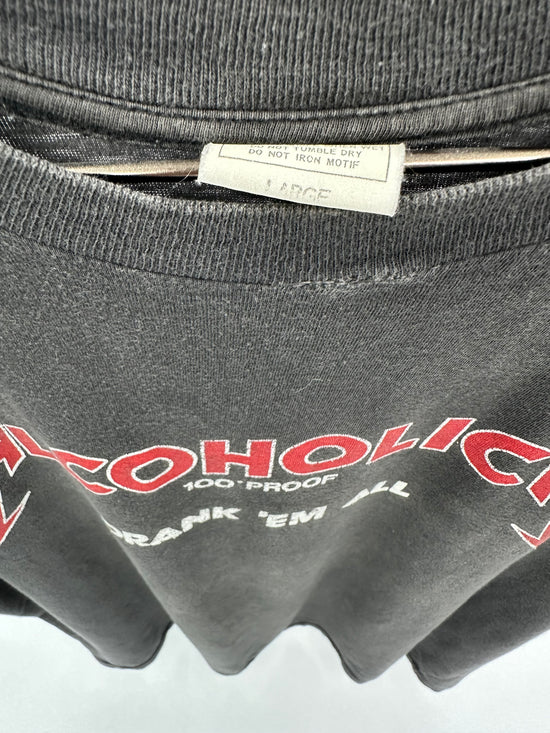 DO NOT TUMBLE DRY
DO NOT IRON MOTIF
LARGE
ALCOHOLICA
100° PROOF
DRANK 'EM ALL